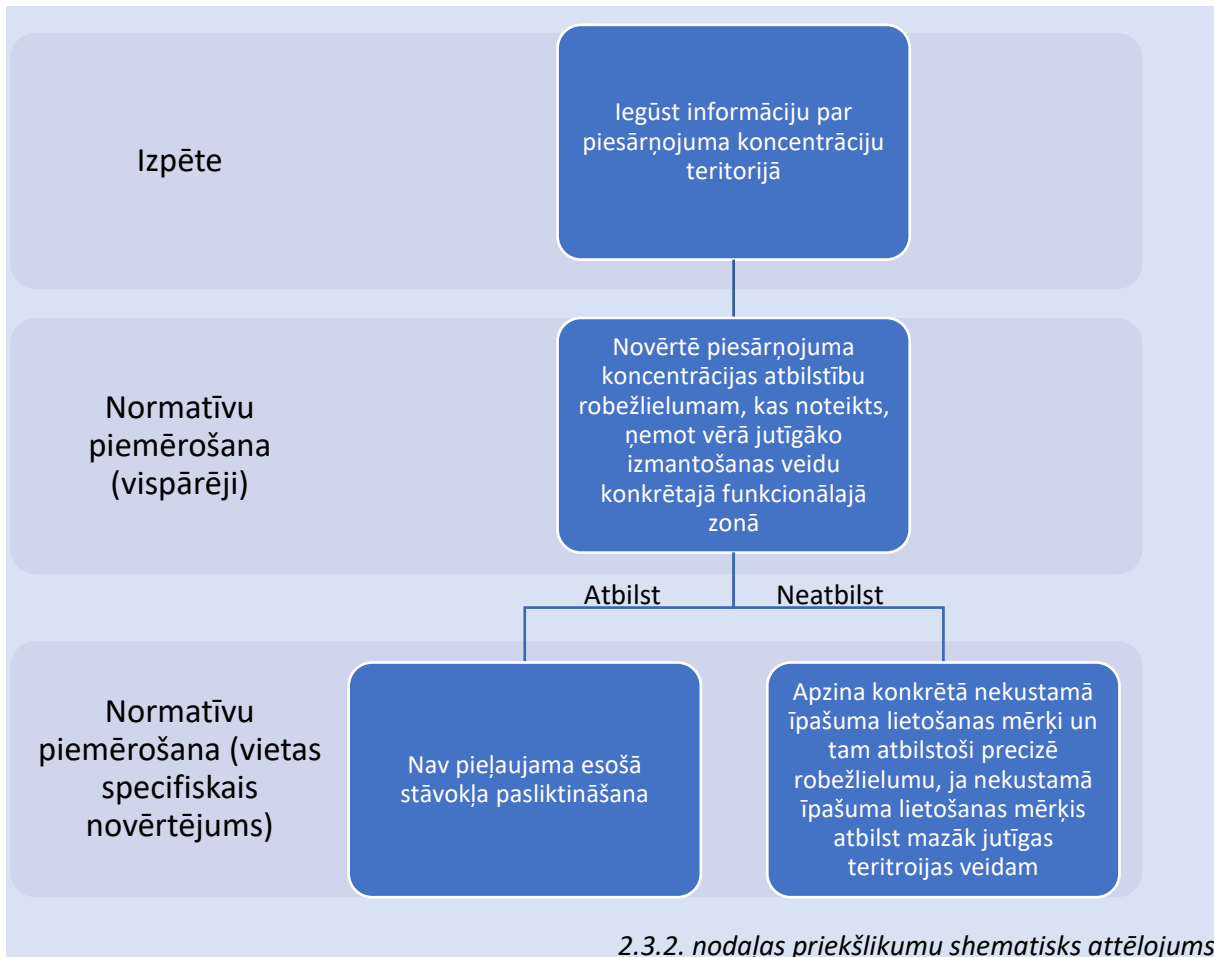 Izpēte
Iegūst informāciju par
piesārņojuma koncentrāciju
teritorijā
Normatīvu
piemērošana
(vispārēji)
Novērtē piesārņojuma
koncentrācijas atbilstību
robežlielumam, kas noteikts,
ņemot vērā jutīgāko
izmantošanas veidu
konkrētajā funkcionālajā
zonā
Atbilst
Neatbilst
Normatīvu
piemērošana (vietas
specifiskais
novērtējums)
Nav pieļaujama esošā
stāvokļa pasliktināšana
Apzina konkrētā nekustamā
īpašuma lietošanas mērķi un
tam atbilstoši precizē
robežlielumu, ja nekustamā
īpašuma lietošanas mērķis
atbilst mazāk jutīgas
teritroijas veidam
2.3.2. nodaļas priekšlikumu shematisks attēlojums